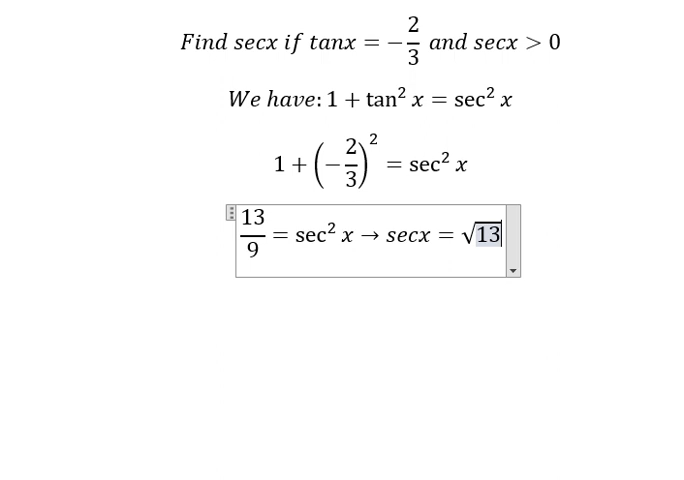 Find secx if tanx = −2/3 and secx > 0
We have: 1 + tan² x = sec² x
1 + (−2/3)² = sec² x
13/9 = sec² x → secx = √13